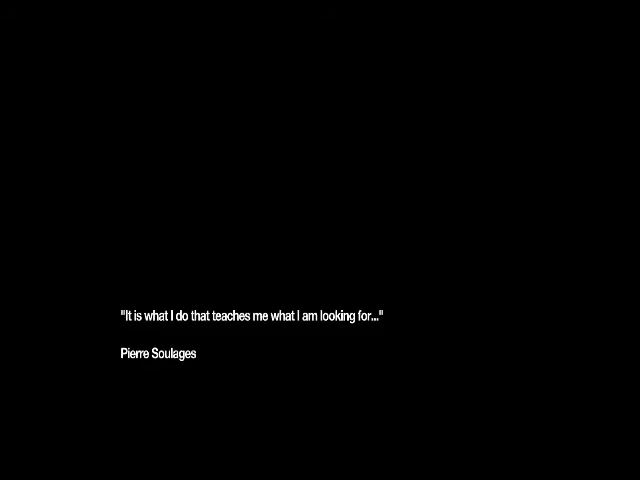 "It is what I do that teaches me what I am looking for..."
Pierre Soulages